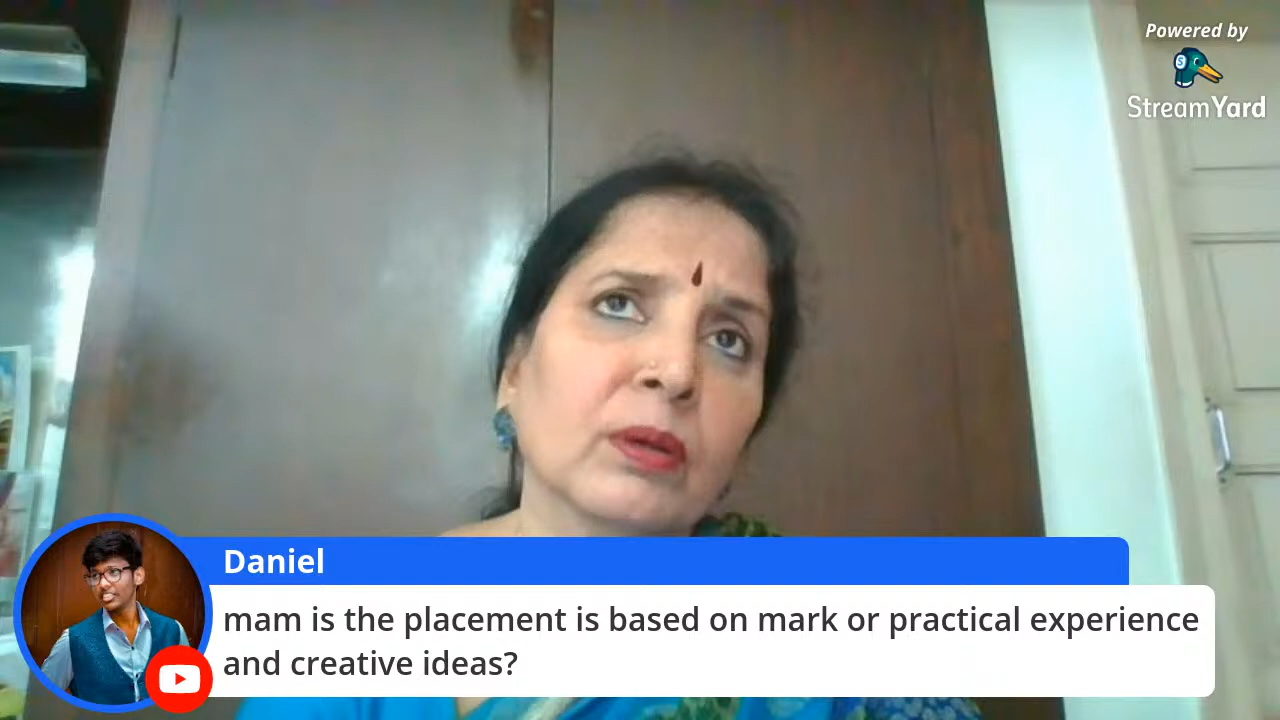 Powered by
StreamYard
Daniel
mam is the placement is based on mark or practical experience
and creative ideas?